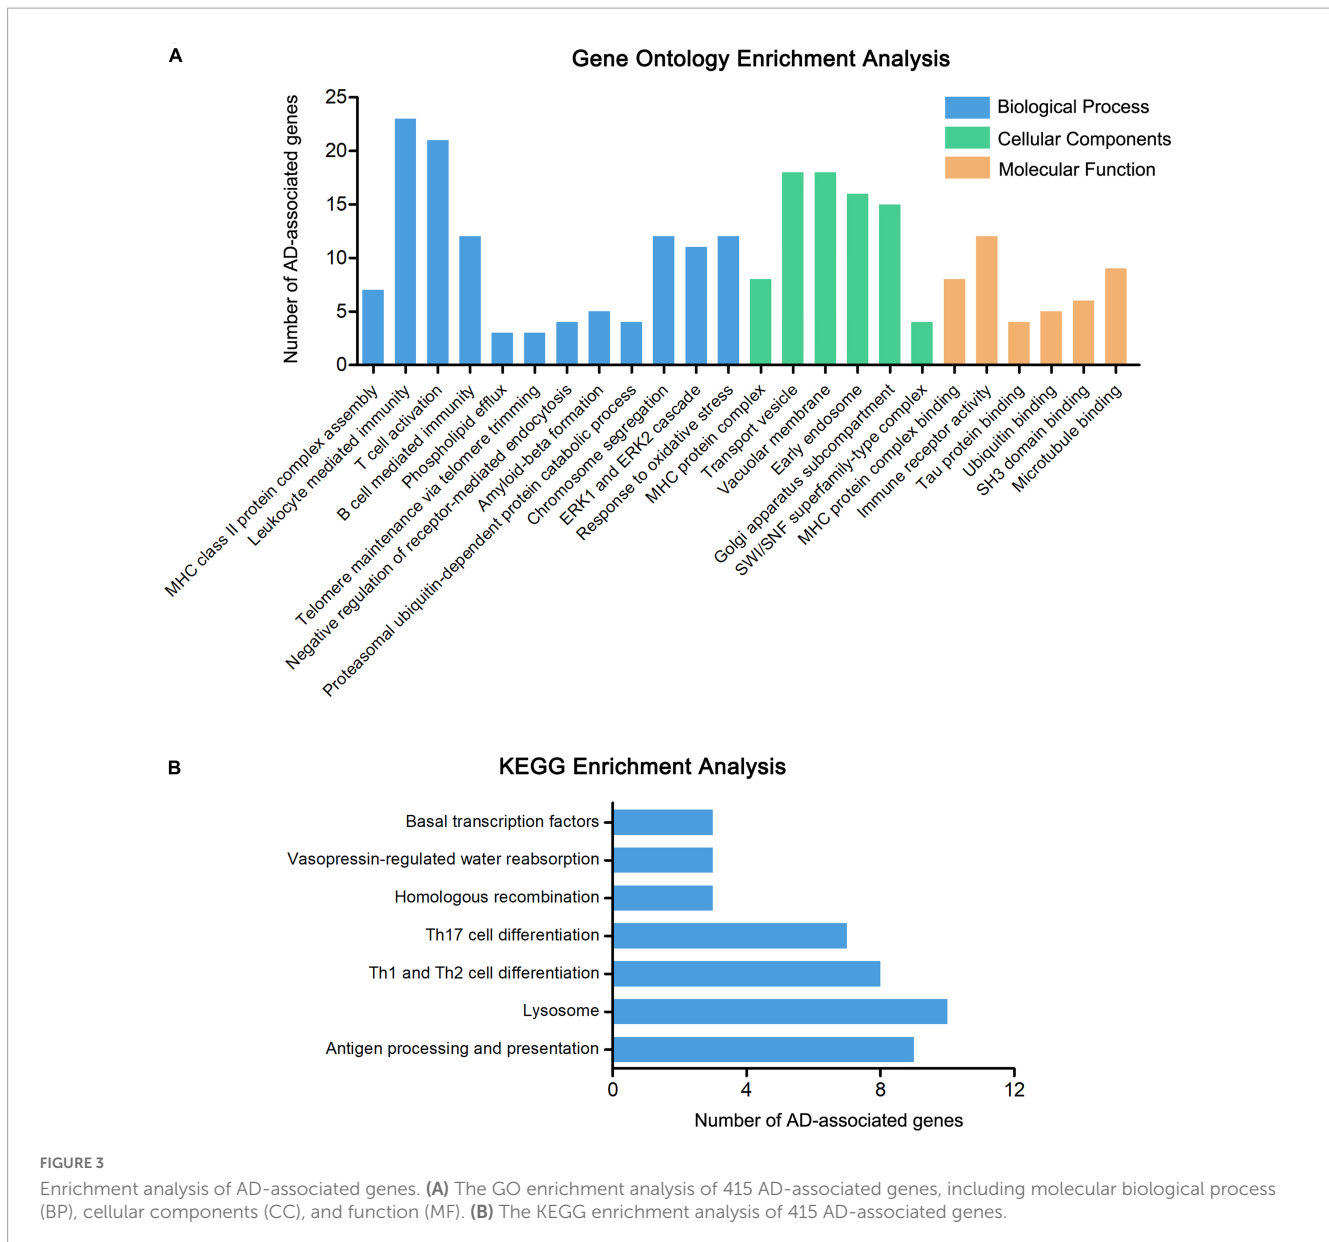 A
Gene Ontology Enrichment Analysis
Number of AD-associated genes
25
20
15
10
5
0
Biological Process
Cellular Components
Molecular Function
MHC class II protein complex assembly
Leukocyte mediated immunity
T cell activation
B cell mediated immunity
Phospholipid efflux
Telomere maintenance via telomere trimming
Negative regulation of receptor-mediated endocytosis
Amyloid-beta formation
Proteasomal ubiquitin-dependent protein catabolic process
Chromosome segregation
ERK1 and ERK2 cascade
Response to oxidative stress
MHC protein complex
Transport vesicle
Vacuolar membrane
Early endosome
Golgi apparatus subcompartment
SWI/SNF superfamily-type complex
MHC protein complex binding
Immune receptor activity
Tau protein binding
Ubiquitin binding
SH3 domain binding
Microtubule binding
B
KEGG Enrichment Analysis
Basal transcription factors
Vasopressin-regulated water reabsorption
Homologous recombination
Th17 cell differentiation
Th1 and Th2 cell differentiation
Lysosome
Antigen processing and presentation
0 4 8 12
Number of AD-associated genes
FIGURE 3
Enrichment analysis of AD-associated genes. (A) The GO enrichment analysis of 415 AD-associated genes, including molecular biological process
(BP), cellular components (CC), and function (MF). (B) The KEGG enrichment analysis of 415 AD-associated genes.